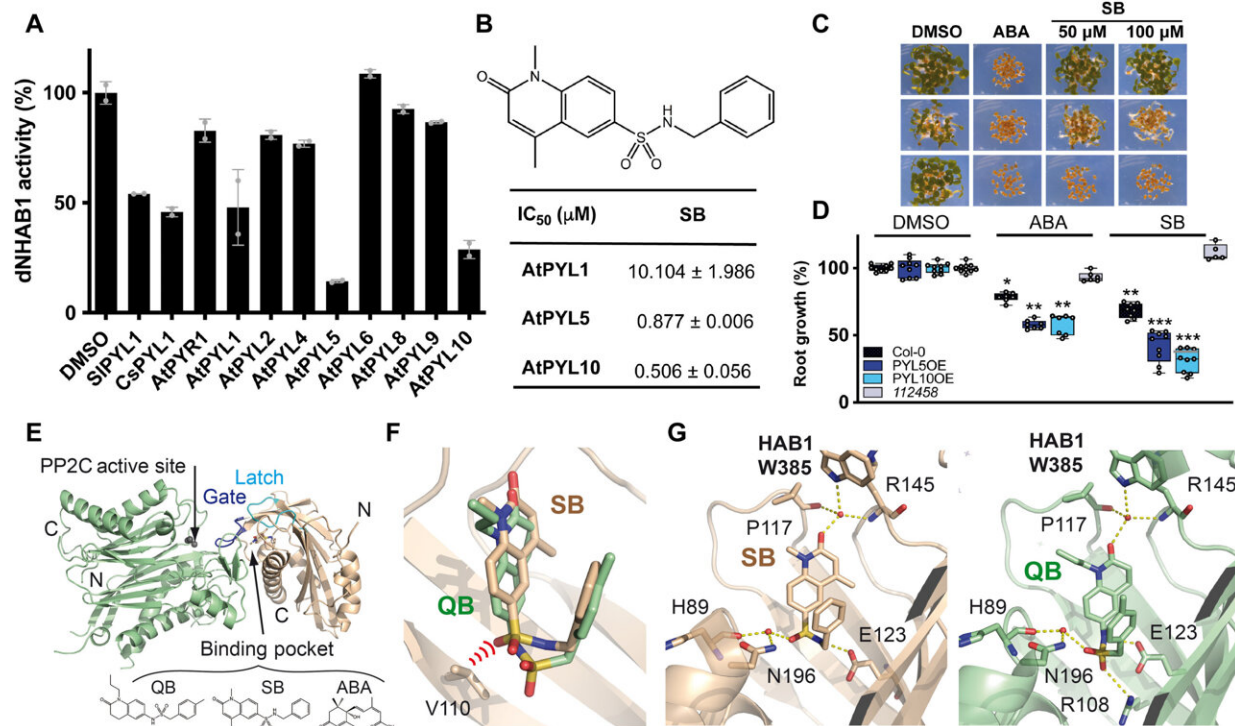 A
dNHAB1 activity (%)
100
50
0
DMSO
SlPYL1
CsPYL1
AtPYR1
AtPYL1
AtPYL2
AtPYL4
AtPYL5
AtPYL6
AtPYL8
AtPYL9
AtPYL10
B
O
N
S
O O
H
N
IC50 (μM) SB
AtPYL1 10.104 ± 1.986
AtPYL5 0.877 ± 0.006
AtPYL10 0.506 ± 0.056
C
SB
DMSO ABA 50 μM 100 μM
D
DMSO ABA SB
Root growth (%)
100
50
0
* ** ** ** *** ***
Col-0
PYL5OE
PYL10OE
112458
E
PP2C active site
Latch
Gate
N
C
N
C
Binding pocket
QB SB ABA
F
SB
QB
V110
G
HAB1
W385
R145
P117
SB
H89
E123
N196
HAB1
W385
R145
P117
QB
H89
E123
N196
R108